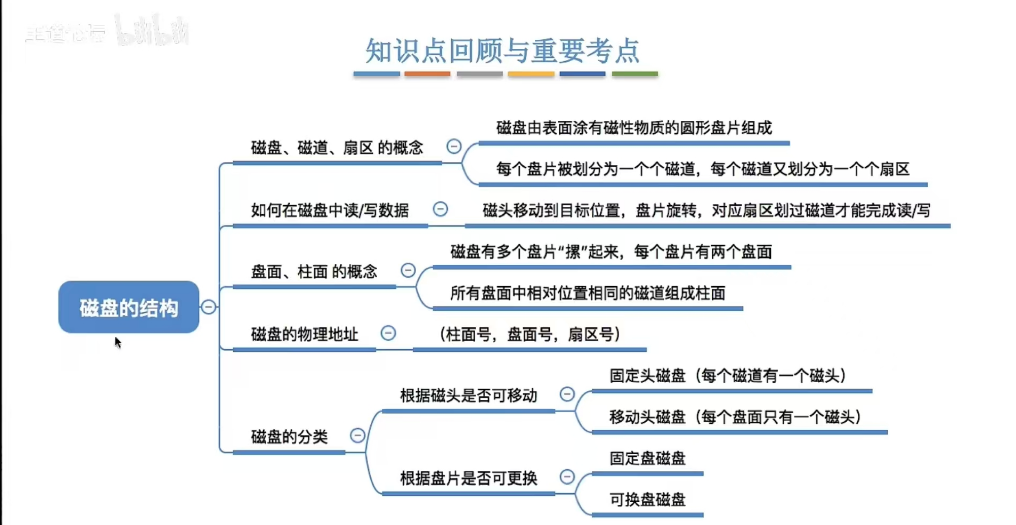 王道论坛 bilibili
知识点回顾与重要考点
磁盘、磁道、扇区 的概念
磁盘由表面涂有磁性物质的圆形盘片组成
每个盘片被划分为一个个磁道，每个磁道又划分为一个个扇区
如何在磁盘中读/写数据
磁头移动到目标位置，盘片旋转，对应扇区划过磁道才能完成读/写
盘面、柱面 的概念
磁盘有多个盘片“摞”起来，每个盘片有两个盘面
所有盘面中相对位置相同的磁道组成柱面
磁盘的结构
磁盘的物理地址
（柱面号，盘面号，扇区号）
磁盘的分类
根据磁头是否可移动
固定头磁盘（每个磁道有一个磁头）
移动头磁盘（每个盘面只有一个磁头）
根据盘片是否可更换
固定盘磁盘
可换盘磁盘